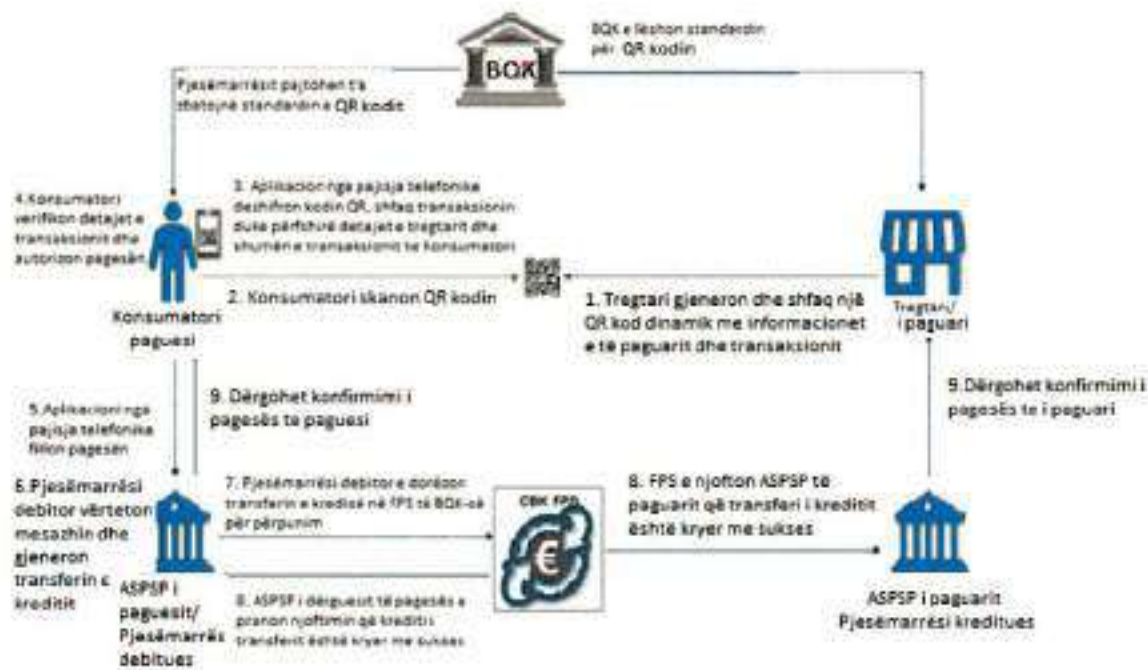 BQK e lëshon standardin
për QR kodin
BQK
Pjesëmarrësit pajtohen t'a
zbatojnë standardin e QR kodit
4.Konsumatori
verifikon detajet e
transaksionit dhe
autorizon pagesën
3. Aplikacion nga pajisja telefonike
deshifron kodin QR, shfaq transaksionin
duke përfshirë detajet e tregtarit dhe
shumën e transaksionit te konsumatori
2. Konsumatori skanon QR kodin
1. Tregtari gjeneron dhe shfaq një
QR kod dinamik me informacionet
e të paguarit dhe transaksionit
Konsumatori
paguesi
Tregtari/
i paguari
5.Aplikacioni nga
pajisja telefonike
fillon pagesën
9. Dërgohet konfirmimi i
pagesës te paguesi
9.Dërgohet konfirmimi i
pagesës te i paguari
6.Pjesëmarrësi
debitor vërteton
mesazhin dhe
gjeneron
transferin e
kreditit
7. Pjesëmarrësi debitor e dorëzon
transferin e kredisë në FPS të BQK-së
për përpunim
CBK FPS
8. FPS e njofton ASPSP të
paguarit që transferi i kreditit
është kryer me sukses
ASPSP i
paguesit/
Pjesëmarrës
debitues
8. ASPSP i dërguesit të pagesës e
pranon njoftimin që kreditit
transferit është kryer me sukses
ASPSP i paguarit
Pjesëmarrësi kreditues